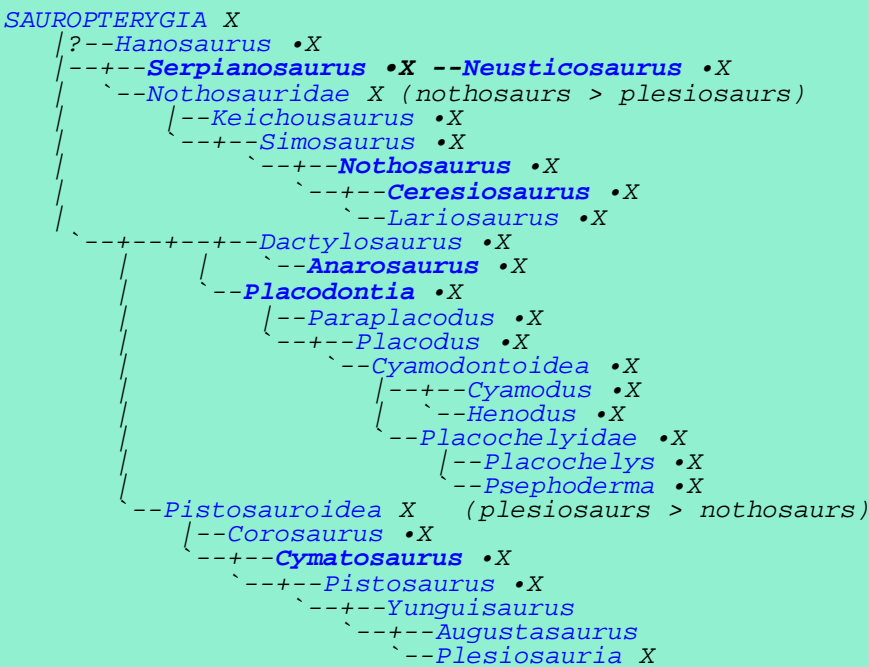 SAUROPTERYGIA X
|?--Hanosaurus •X
|--+--Serpianosaurus •X --Neusticosaurus •X
| `--Nothosauridae X (nothosaurs > plesiosaurs)
| |--Keichousaurus •X
| `--+--Simosaurus •X
| `--+--Nothosaurus •X
| `--+--Ceresiosaurus •X
| `--Lariosaurus •X
`--+--+--+--Dactylosaurus •X
| | `--Anarosaurus •X
| `--Placodontia •X
| |--Paraplacodus •X
| `--+--Placodus •X
| `--Cyamodontoidea •X
| |--+--Cyamodus •X
| | `--Henodus •X
| `--Placochelyidae •X
| |--Placochelys •X
| `--Psephoderma •X
`--Pistosauroidea X (plesiosaurs > nothosaurs)
|--Corosaurus •X
`--+--Cymatosaurus •X
`--+--Pistosaurus •X
`--+--Yunguisaurus
`--+--Augustasaurus
`--Plesiosauria X